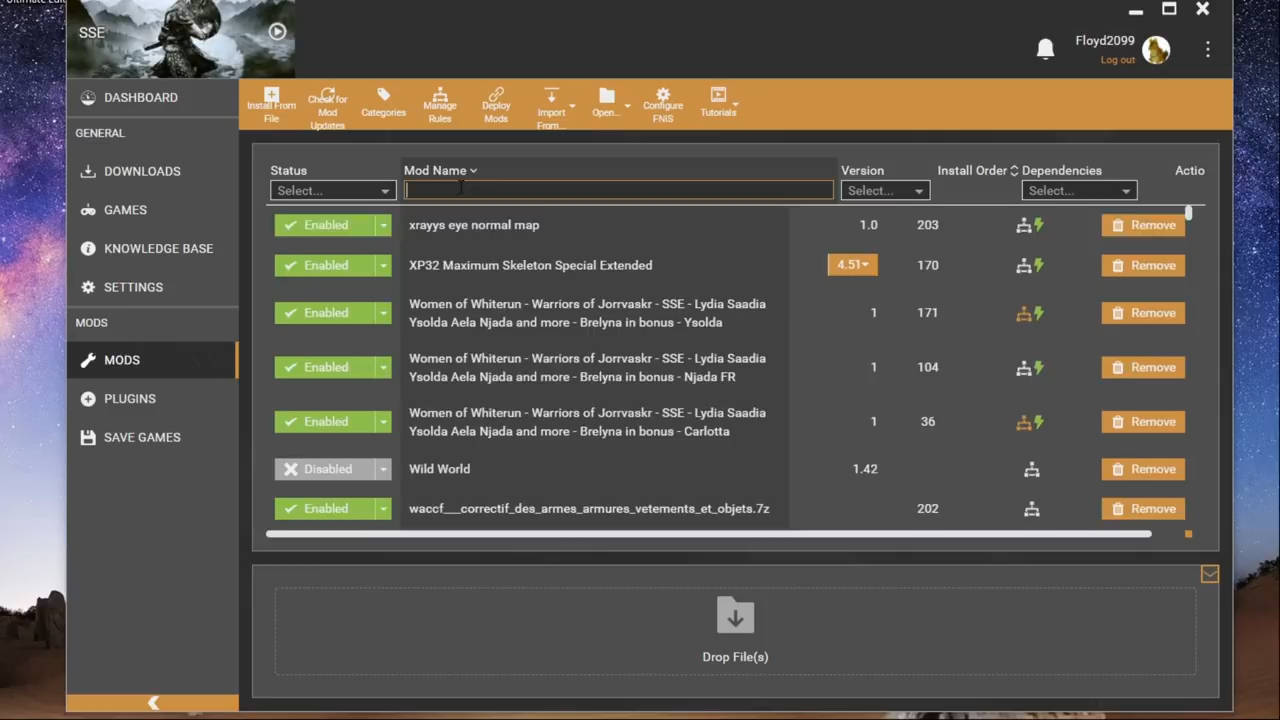 SSE
Floyd2099
Log out
DASHBOARD
GENERAL
DOWNLOADS
GAMES
KNOWLEDGE BASE
SETTINGS
MODS
MODS
PLUGINS
SAVE GAMES
Install From
File
Check for
Mod
Updates
Categories
Manage
Rules
Deploy
Mods
Import
From...
Open...
Configure
FNIS
Tutorials
Status
Mod Name
Version
Install Order
Dependencies
Actio
Select...
Select...
Select...
Enabled
xrayys eye normal map
1.0
203
Remove
Enabled
XP32 Maximum Skeleton Special Extended
4.51
170
Remove
Enabled
Women of Whiterun - Warriors of Jorrvaskr - SSE - Lydia Saadia
Ysolda Aela Njada and more - Brelyna in bonus - Ysolda
1
171
Remove
Enabled
Women of Whiterun - Warriors of Jorrvaskr - SSE - Lydia Saadia
Ysolda Aela Njada and more - Brelyna in bonus - Njada FR
1
104
Remove
Enabled
Women of Whiterun - Warriors of Jorrvaskr - SSE - Lydia Saadia
Ysolda Aela Njada and more - Brelyna in bonus - Carlotta
1
36
Remove
Disabled
Wild World
1.42
Remove
Enabled
waccf___correctif_des_armes_armures_vetements_et_objets.7z
202
Remove
Drop File(s)